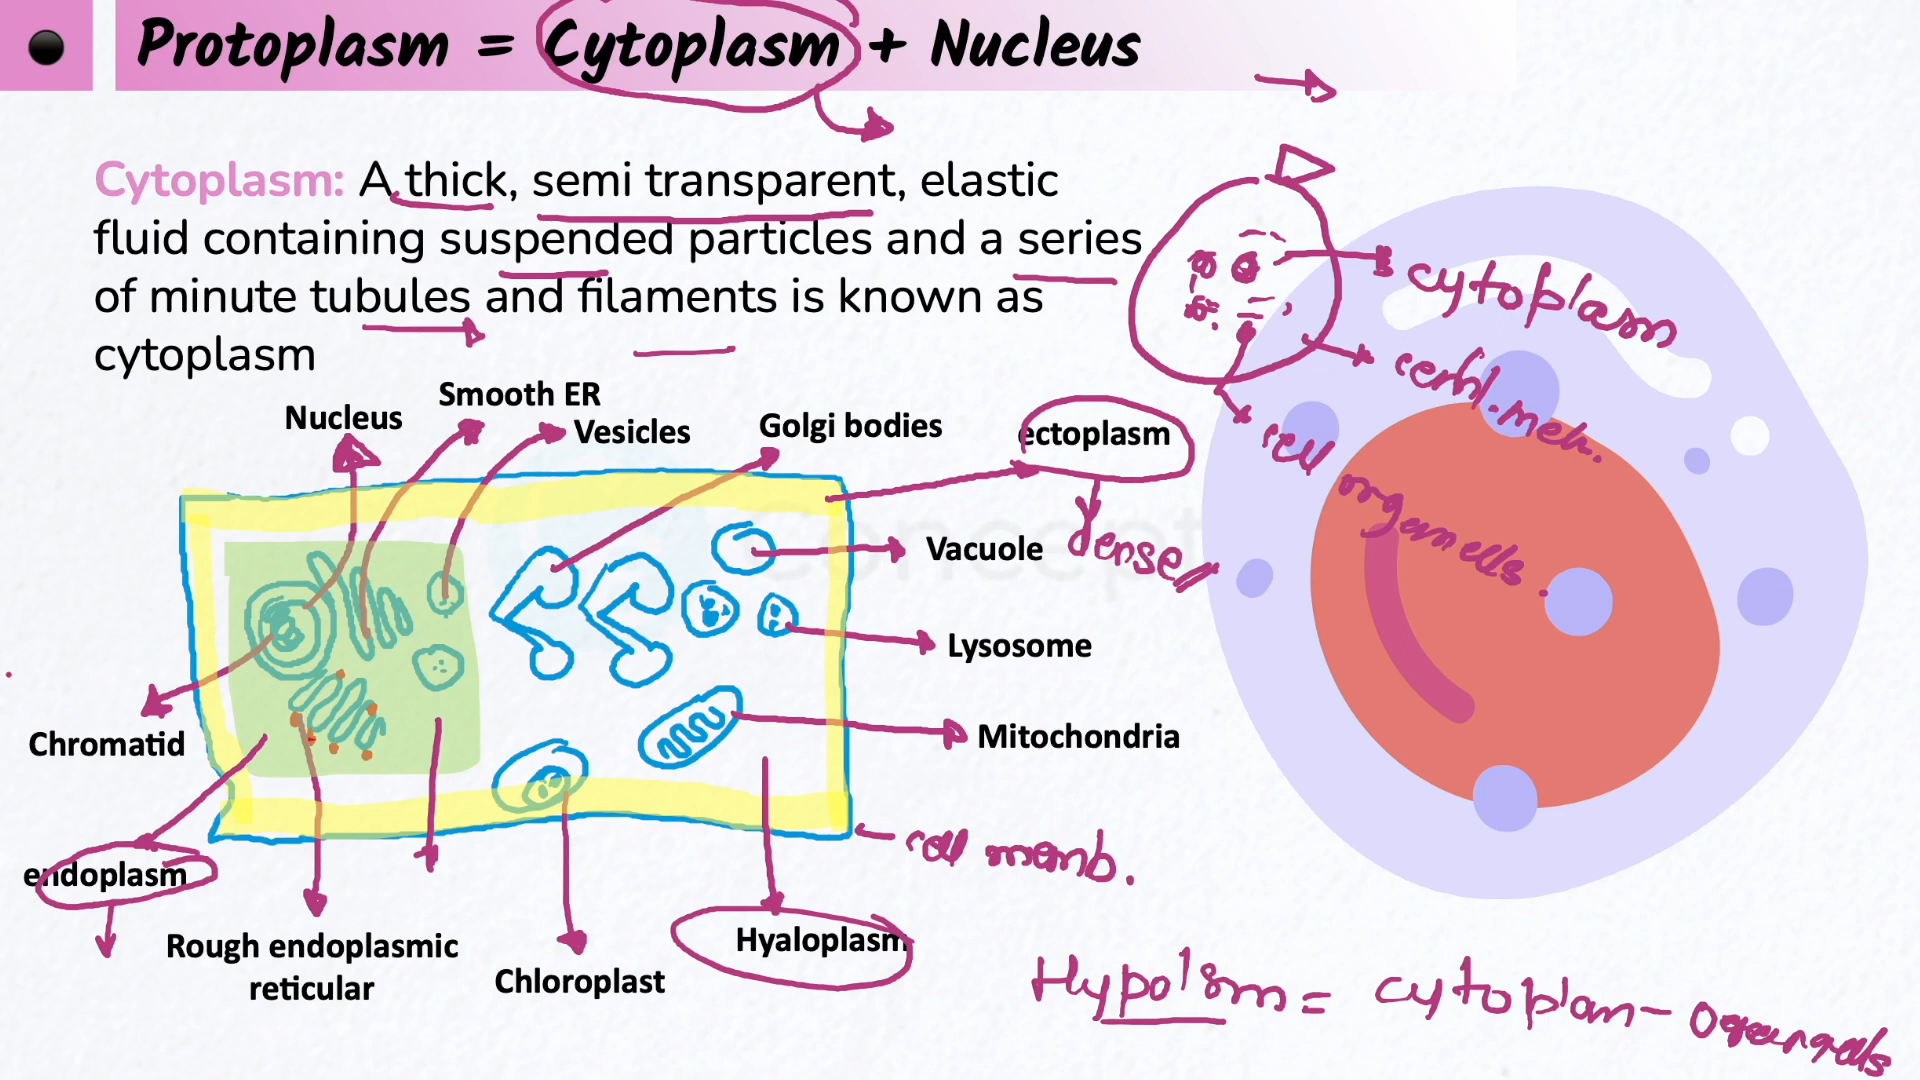 Protoplasm = Cytoplasm + Nucleus
Cytoplasm: A thick, semi transparent, elastic
fluid containing suspended particles and a series
of minute tubules and filaments is known as
cytoplasm
cytoplasm
cell organells.
Nucleus
Smooth ER
Vesicles
Golgi bodies
ectoplasm
dense
Concept
Vacuole
Lysosome
Mitochondria
Chromatid
cell memb.
endoplasm
Rough endoplasmic
reticular
Chloroplast
Hyaloplasm
=